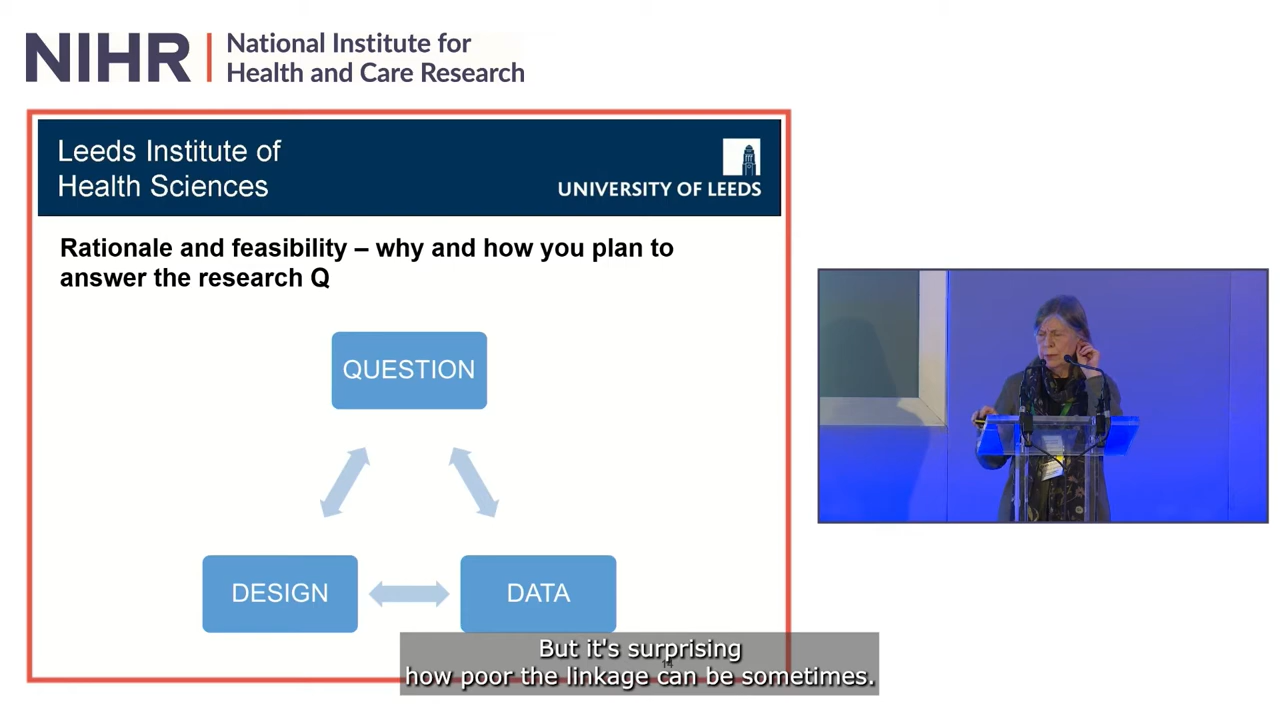 NIHR
National Institute for
Health and Care Research
Leeds Institute of
Health Sciences
UNIVERSITY OF LEEDS
Rationale and feasibility – why and how you plan to
answer the research Q
QUESTION
DESIGN
DATA
14
But it's surprising
how poor the linkage can be sometimes.